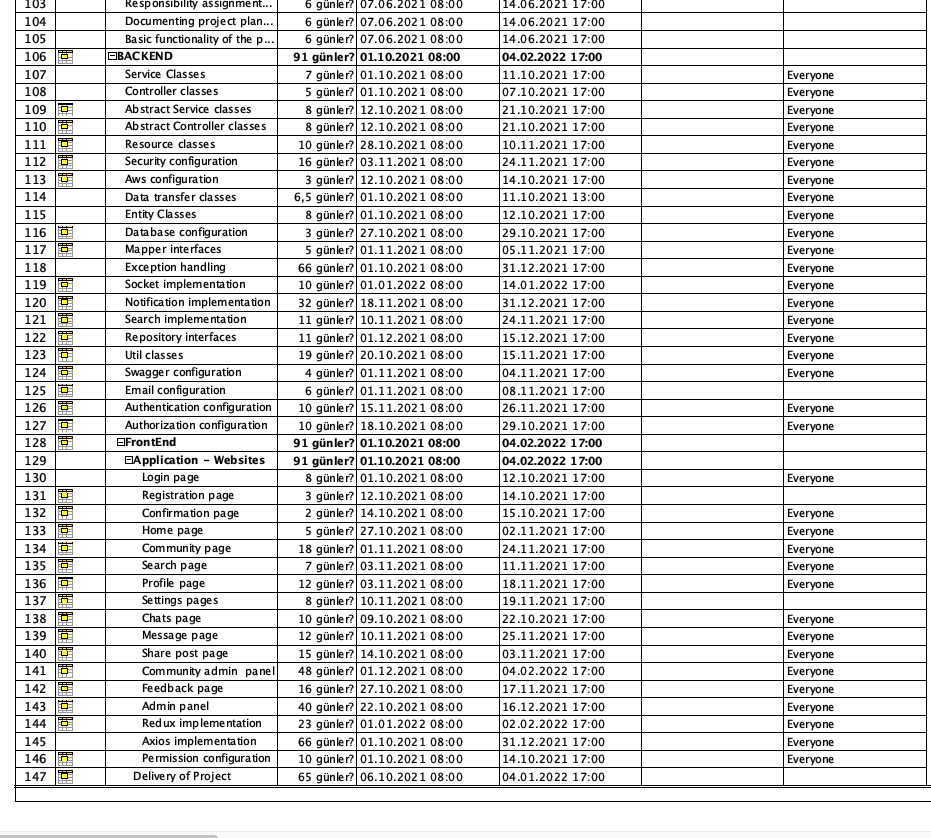 103 Responsibility assignment... 6 günler? 07.06.2021 08:00 14.06.2021 17:00
104 Documenting project plan... 6 günler? 07.06.2021 08:00 14.06.2021 17:00
105 Basic functionality of the p... 6 günler? 07.06.2021 08:00 14.06.2021 17:00
106 BACKEND 91 günler? 01.10.2021 08:00 04.02.2022 17:00
107 Service Classes 7 günler? 01.10.2021 08:00 11.10.2021 17:00 Everyone
108 Controller classes 5 günler? 01.10.2021 08:00 07.10.2021 17:00 Everyone
109 Abstract Service classes 8 günler? 12.10.2021 08:00 21.10.2021 17:00 Everyone
110 Abstract Controller classes 8 günler? 12.10.2021 08:00 21.10.2021 17:00 Everyone
111 Resource classes 10 günler? 28.10.2021 08:00 10.11.2021 17:00 Everyone
112 Security configuration 16 günler? 03.11.2021 08:00 24.11.2021 17:00 Everyone
113 Aws configuration 3 günler? 12.10.2021 08:00 14.10.2021 17:00 Everyone
114 Data transfer classes 6,5 günler? 01.10.2021 08:00 11.10.2021 13:00 Everyone
115 Entity Classes 8 günler? 01.10.2021 08:00 12.10.2021 17:00 Everyone
116 Database configuration 3 günler? 27.10.2021 08:00 29.10.2021 17:00 Everyone
117 Mapper interfaces 5 günler? 01.11.2021 08:00 05.11.2021 17:00 Everyone
118 Exception handling 66 günler? 01.10.2021 08:00 31.12.2021 17:00 Everyone
119 Socket implementation 10 günler? 01.01.2022 08:00 14.01.2022 17:00 Everyone
120 Notification implementation 32 günler? 18.11.2021 08:00 31.12.2021 17:00 Everyone
121 Search implementation 11 günler? 10.11.2021 08:00 24.11.2021 17:00 Everyone
122 Repository interfaces 11 günler? 01.12.2021 08:00 15.12.2021 17:00 Everyone
123 Util classes 19 günler? 20.10.2021 08:00 15.11.2021 17:00 Everyone
124 Swagger configuration 4 günler? 01.11.2021 08:00 04.11.2021 17:00 Everyone
125 Email configuration 6 günler? 01.11.2021 08:00 08.11.2021 17:00
126 Authentication configuration 10 günler? 15.11.2021 08:00 26.11.2021 17:00 Everyone
127 Authorization configuration 10 günler? 18.10.2021 08:00 29.10.2021 17:00 Everyone
128 FrontEnd 91 günler? 01.10.2021 08:00 04.02.2022 17:00
129 Application - Websites 91 günler? 01.10.2021 08:00 04.02.2022 17:00
130 Login page 8 günler? 01.10.2021 08:00 12.10.2021 17:00 Everyone
131 Registration page 3 günler? 12.10.2021 08:00 14.10.2021 17:00
132 Confirmation page 2 günler? 14.10.2021 08:00 15.10.2021 17:00 Everyone
133 Home page 5 günler? 27.10.2021 08:00 02.11.2021 17:00 Everyone
134 Community page 18 günler? 01.11.2021 08:00 24.11.2021 17:00 Everyone
135 Search page 7 günler? 03.11.2021 08:00 11.11.2021 17:00 Everyone
136 Profile page 12 günler? 03.11.2021 08:00 18.11.2021 17:00 Everyone
137 Settings pages 8 günler? 10.11.2021 08:00 19.11.2021 17:00
138 Chats page 10 günler? 09.10.2021 08:00 22.10.2021 17:00 Everyone
139 Message page 12 günler? 10.11.2021 08:00 25.11.2021 17:00 Everyone
140 Share post page 15 günler? 14.10.2021 08:00 03.11.2021 17:00 Everyone
141 Community admin panel 48 günler? 01.12.2021 08:00 04.02.2022 17:00 Everyone
142 Feedback page 16 günler? 27.10.2021 08:00 17.11.2021 17:00 Everyone
143 Admin panel 40 günler? 22.10.2021 08:00 16.12.2021 17:00 Everyone
144 Redux implementation 23 günler? 01.01.2022 08:00 02.02.2022 17:00 Everyone
145 Axios implementation 66 günler? 01.10.2021 08:00 31.12.2021 17:00 Everyone
146 Permission configuration 10 günler? 01.10.2021 08:00 14.10.2021 17:00 Everyone
147 Delivery of Project 65 günler? 06.10.2021 08:00 04.01.2022 17:00